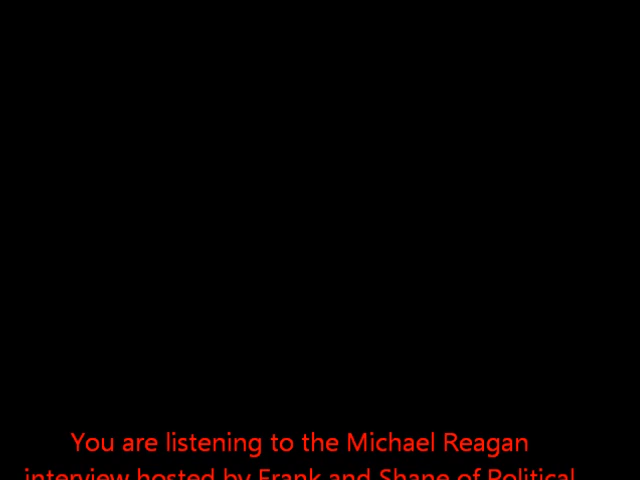 You are listening to the Michael Reagan
interview hosted by Frank and Shane of Political